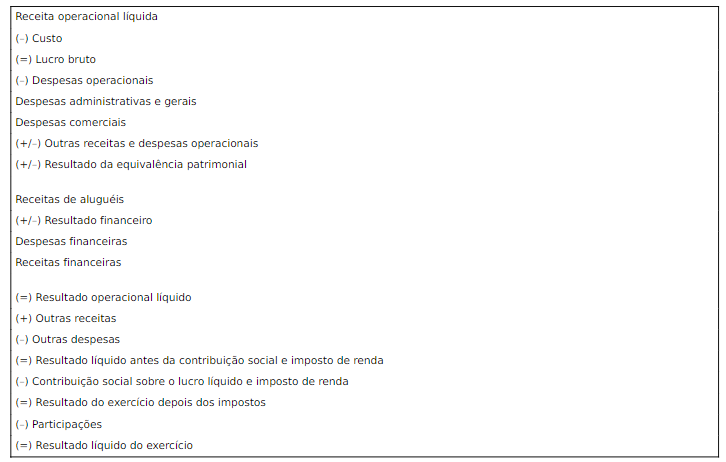 Receita operacional líquida
(–) Custo
(=) Lucro bruto
(–) Despesas operacionais
Despesas administrativas e gerais
Despesas comerciais
(+/–) Outras receitas e despesas operacionais
(+/–) Resultado da equivalência patrimonial
Receitas de aluguéis
(+/–) Resultado financeiro
Despesas financeiras
Receitas financeiras
(=) Resultado operacional líquido
(+) Outras receitas
(–) Outras despesas
(=) Resultado líquido antes da contribuição social e imposto de renda
(–) Contribuição social sobre o lucro líquido e imposto de renda
(=) Resultado do exercício depois dos impostos
(–) Participações
(=) Resultado líquido do exercício